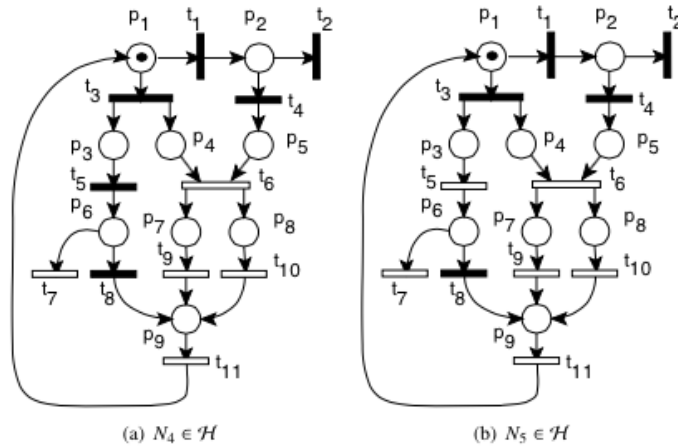 p1 t1 p2 t2
t3 t4
p3 p4 p5
t5 t6
p6 p7 p8
t9 t10
t7 t8
p9
t11
(a) N4 ∈ ℋ
p1 t1 p2 t2
t3 t4
p3 p4 p5
t5 t6
p6 p7 p8
t9 t10
t7 t8
p9
t11
(b) N5 ∈ ℋ